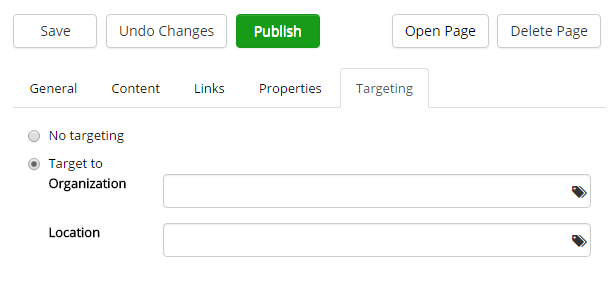 Save Undo Changes Publish Open Page Delete Page
General Content Links Properties Targeting
No targeting
Target to
Organization
Location